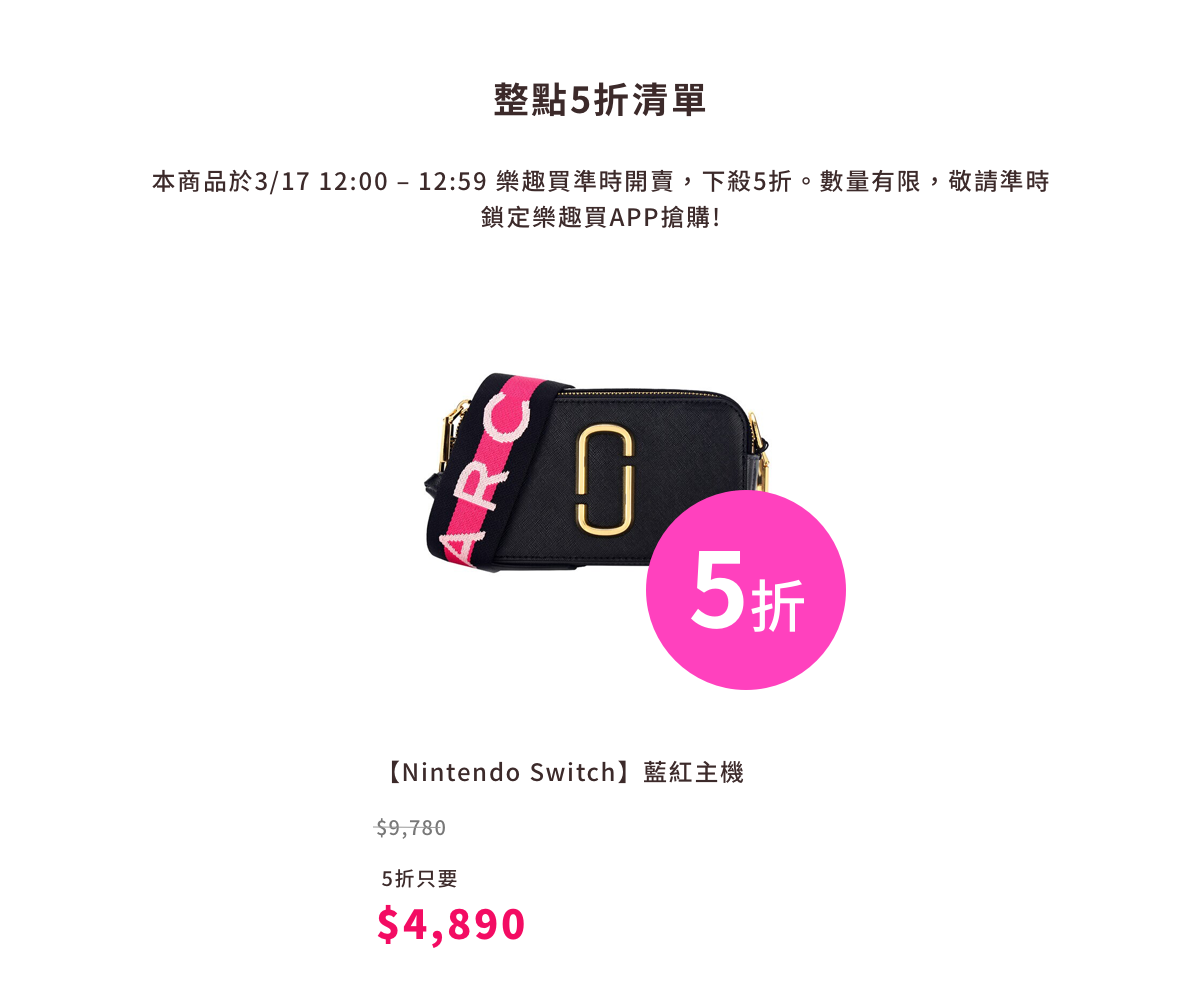 整點5折清單
本商品於3/17 12:00 – 12:59 樂趣買準時開賣，下殺5折。數量有限，敬請準時
鎖定樂趣買APP搶購!
ARC
5折
【Nintendo Switch】藍紅主機
$9,780
5折只要
$4,890